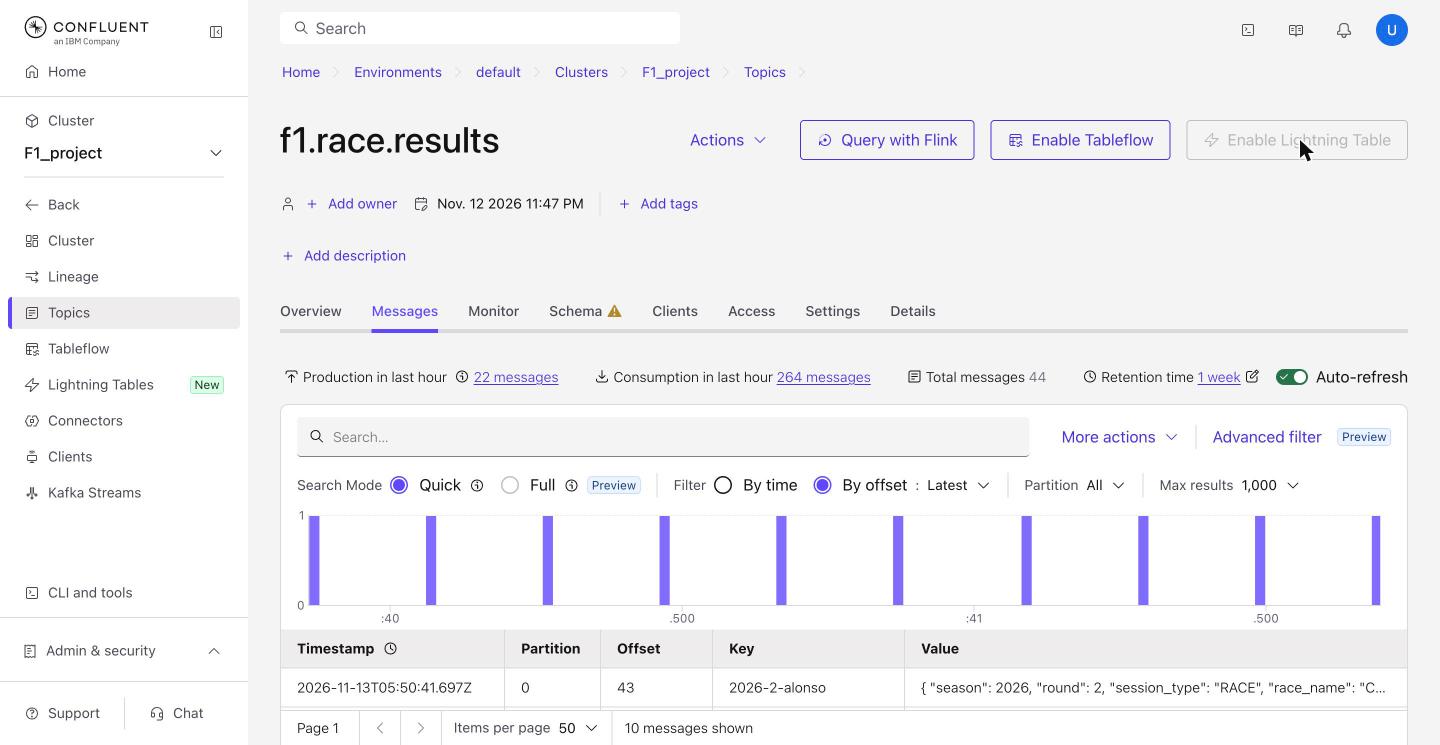 CONFLUENT
an IBM Company
Search
U
Home
Home Environments default Clusters F1_project Topics
Cluster
F1_project
f1.race.results
Actions
Query with Flink
Enable Tableflow
Enable Lightning Table
Back
Cluster
Lineage
Topics
Tableflow
Lightning Tables New
Connectors
Clients
Kafka Streams
CLI and tools
Admin & security
Support
Chat
Add owner Nov. 12 2026 11:47 PM Add tags
Add description
Overview Messages Monitor Schema Clients Access Settings Details
Production in last hour 22 messages Consumption in last hour 264 messages Total messages 44 Retention time 1 week Auto-refresh
Search... More actions Advanced filter Preview
Search Mode Quick Full Preview Filter By time By offset : Latest Partition All Max results 1,000
1
0
:40 .500 :41 .500
Timestamp Partition Offset Key Value
2026-11-13T05:50:41.697Z 0 43 2026-2-alonso { "season": 2026, "round": 2, "session_type": "RACE", "race_name": "C...
Page 1 Items per page 50 10 messages shown